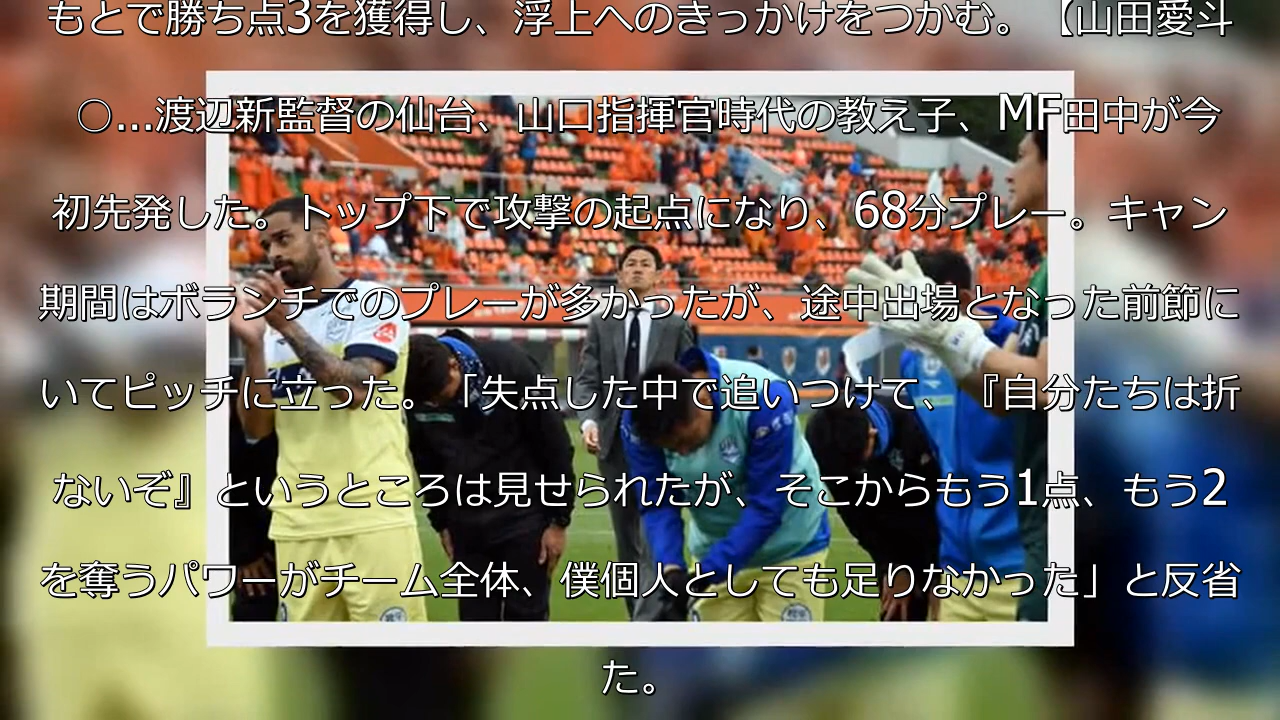 もとで勝ち点3を獲得し、浮上へのきっかけをつかむ。【山田愛斗
○…渡辺新監督の仙台、山口指揮官時代の教え子、MF田中が今
初先発した。トップ下で攻撃の起点になり、68分プレー。キャン
期間はボランチでのプレーが多かったが、途中出場となった前節に
いてピッチに立った。「失点した中で追いつけて、『自分たちは折
ないぞ』というところは見せられたが、そこからもう1点、もう2
を奪うパワーがチーム全体、僕個人としても足りなかった」と反省
た。